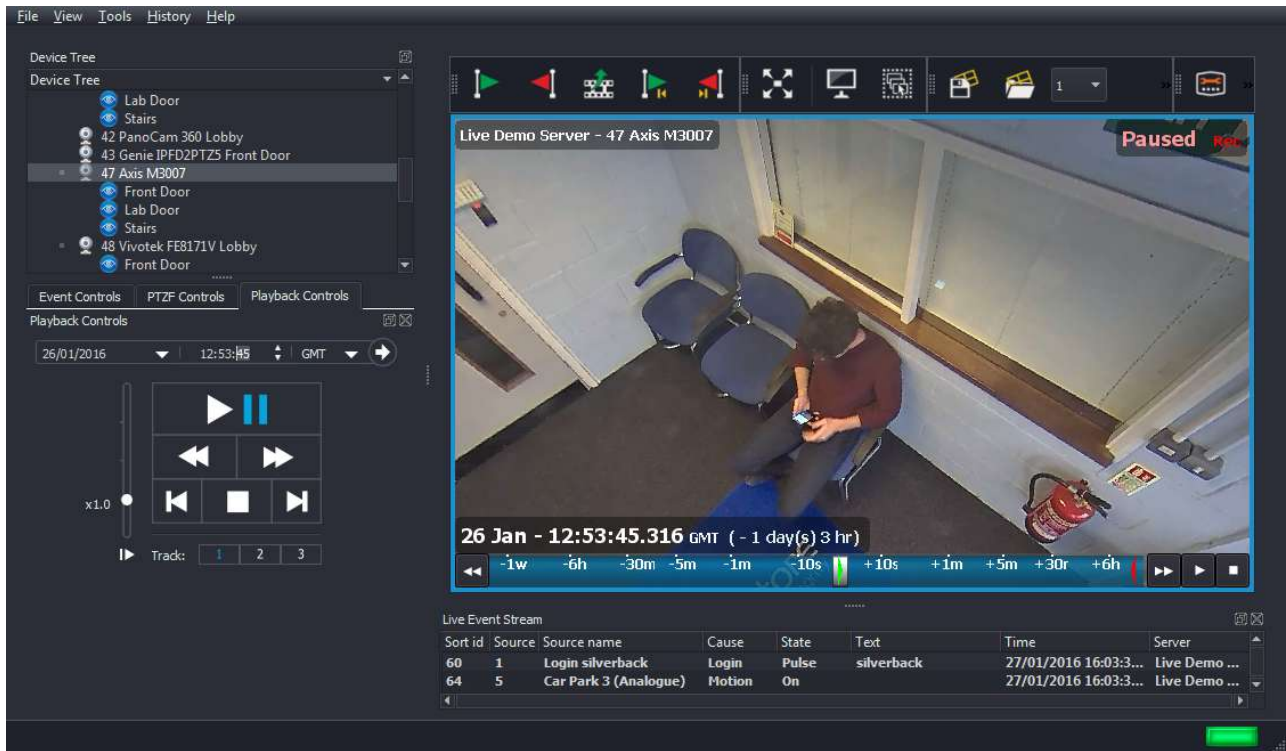 File View Tools History Help
Device Tree
Device Tree
Lab Door
Stairs
42 PanoCam 360 Lobby
43 Genie IPFD2PTZ5 Front Door
47 Axis M3007
Front Door
Lab Door
Stairs
48 Vivotek FE8171V Lobby
Front Door
Event Controls PTZF Controls Playback Controls
Playback Controls
26/01/2016 12:53:45 GMT
x1.0
Track: 1 2 3
1
Live Demo Server - 47 Axis M3007
Paused
26 Jan - 12:53:45.316 GMT ( - 1 day(s) 3 hr)
-1w -6h -30m -5m -1m -10s +10s +1m +5m +30r +6h
Live Event Stream
Sort id Source Source name Cause State Text Time Server
60 1 Login silverback Login Pulse silverback 27/01/2016 16:03:3... Live Demo ...
64 5 Car Park 3 (Analogue) Motion On 27/01/2016 16:03:3... Live Demo ...